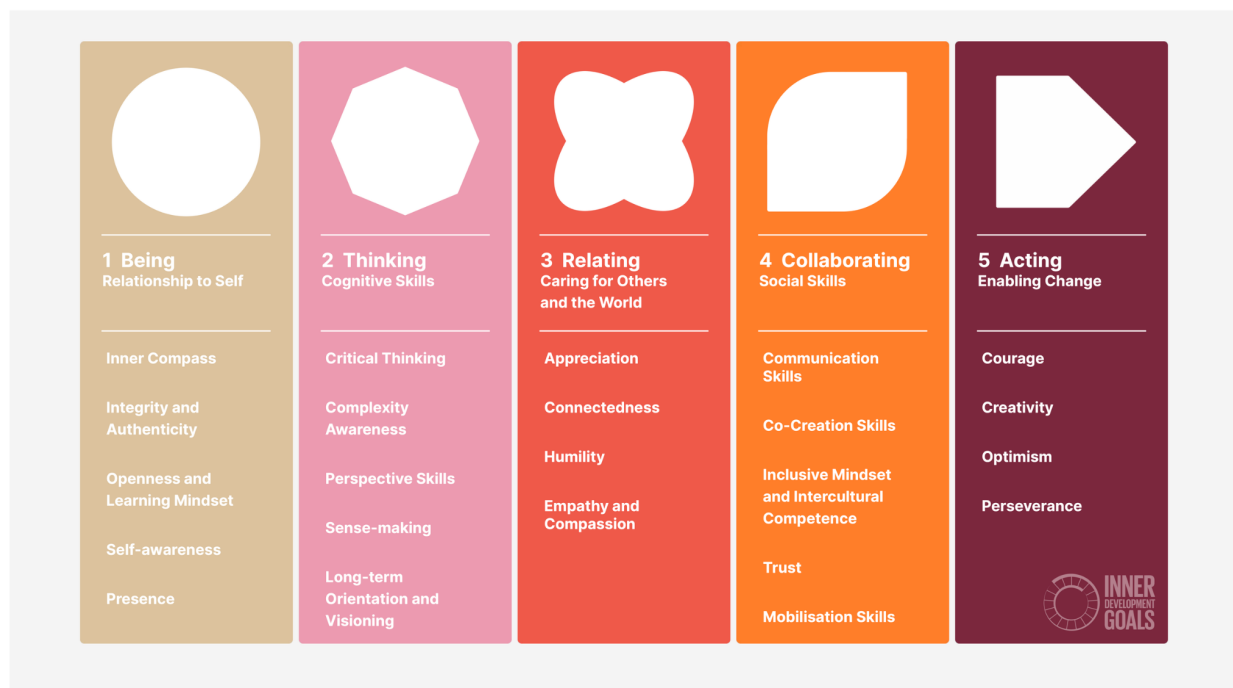 1 Being
Relationship to Self
Inner Compass
Integrity and
Authenticity
Openness and
Learning Mindset
Self-awareness
Presence
2 Thinking
Cognitive Skills
Critical Thinking
Complexity
Awareness
Perspective Skills
Sense-making
Long-term
Orientation and
Visioning
3 Relating
Caring for Others
and the World
Appreciation
Connectedness
Humility
Empathy and
Compassion
4 Collaborating
Social Skills
Communication
Skills
Co-Creation Skills
Inclusive Mindset
and Intercultural
Competence
Trust
Mobilisation Skills
5 Acting
Enabling Change
Courage
Creativity
Optimism
Perseverance
INNER
DEVELOPMENT
GOALS